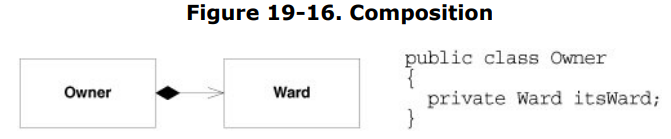 Figure 19-16. Composition
Owner
Ward
public class Owner
{
private Ward itsWard;
}